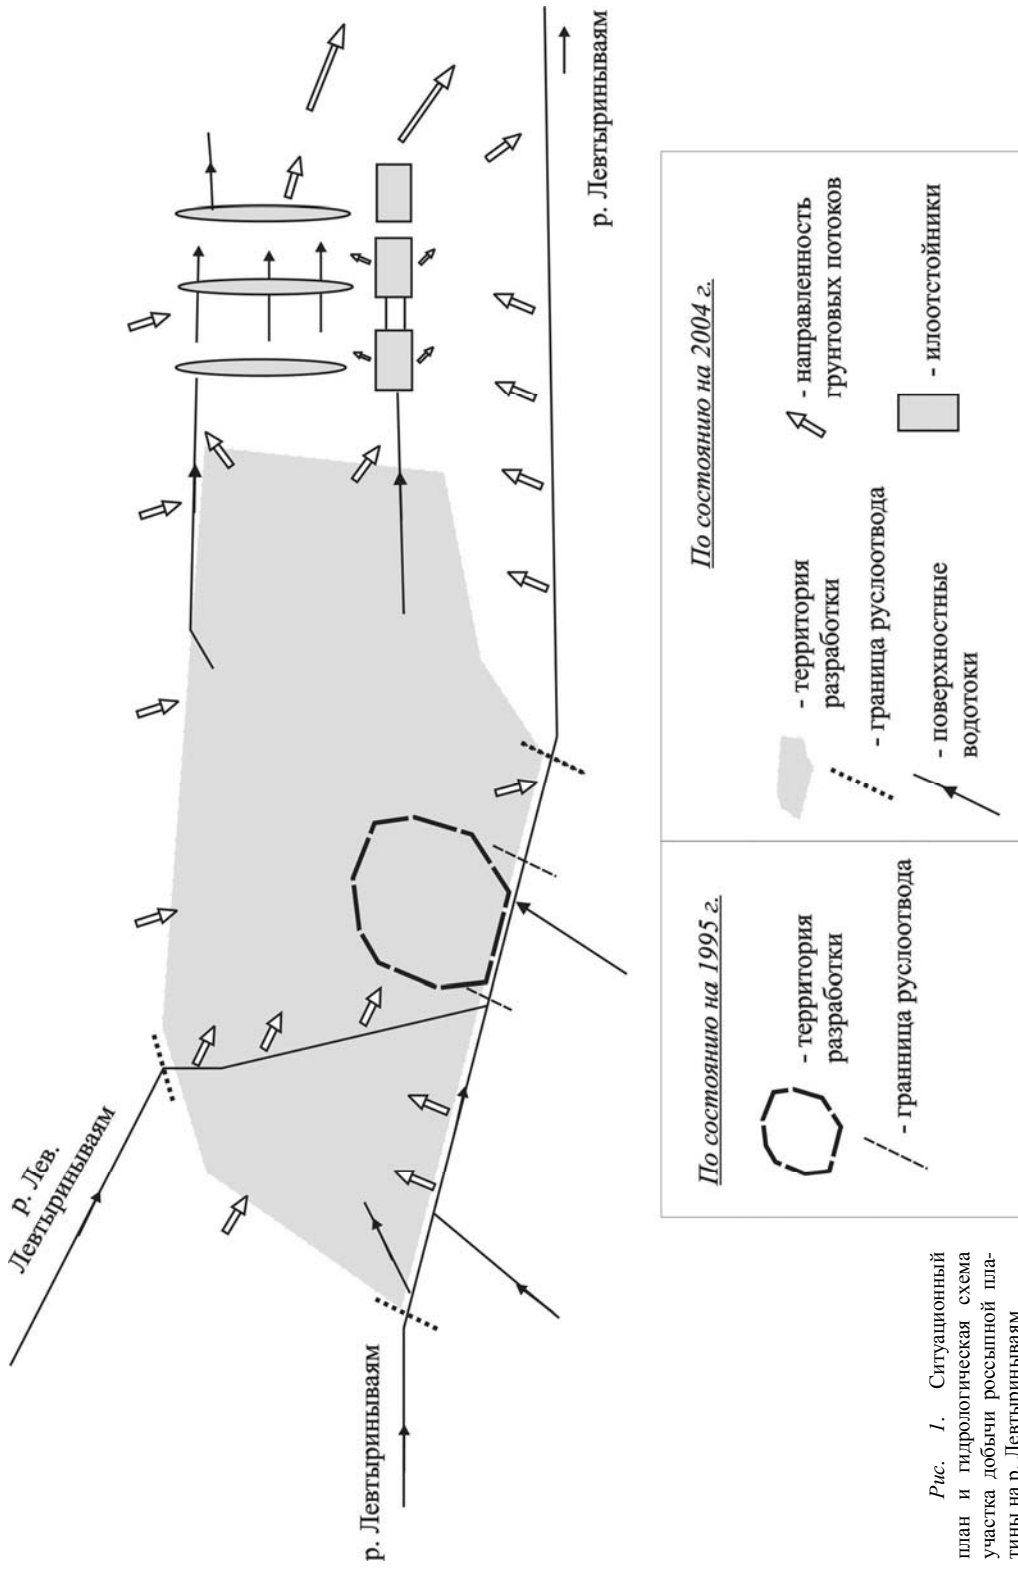 р. Лев.
Левтыринываям
р. Левтыринываям
р. Левтыринываям
По состоянию на 1995 г.
- территория
разработки
- гранница руслоотвода
По состоянию на 2004 г.
- территория
разработки
- граница руслоотвода
- поверхностные
водотоки
- направленность
грунтовых потоков
- илоотстойники
Рис. 1. Ситуационный
план и гидрологическая схема
участка добычи россыпной пла-
тины на р. Левтыринываям